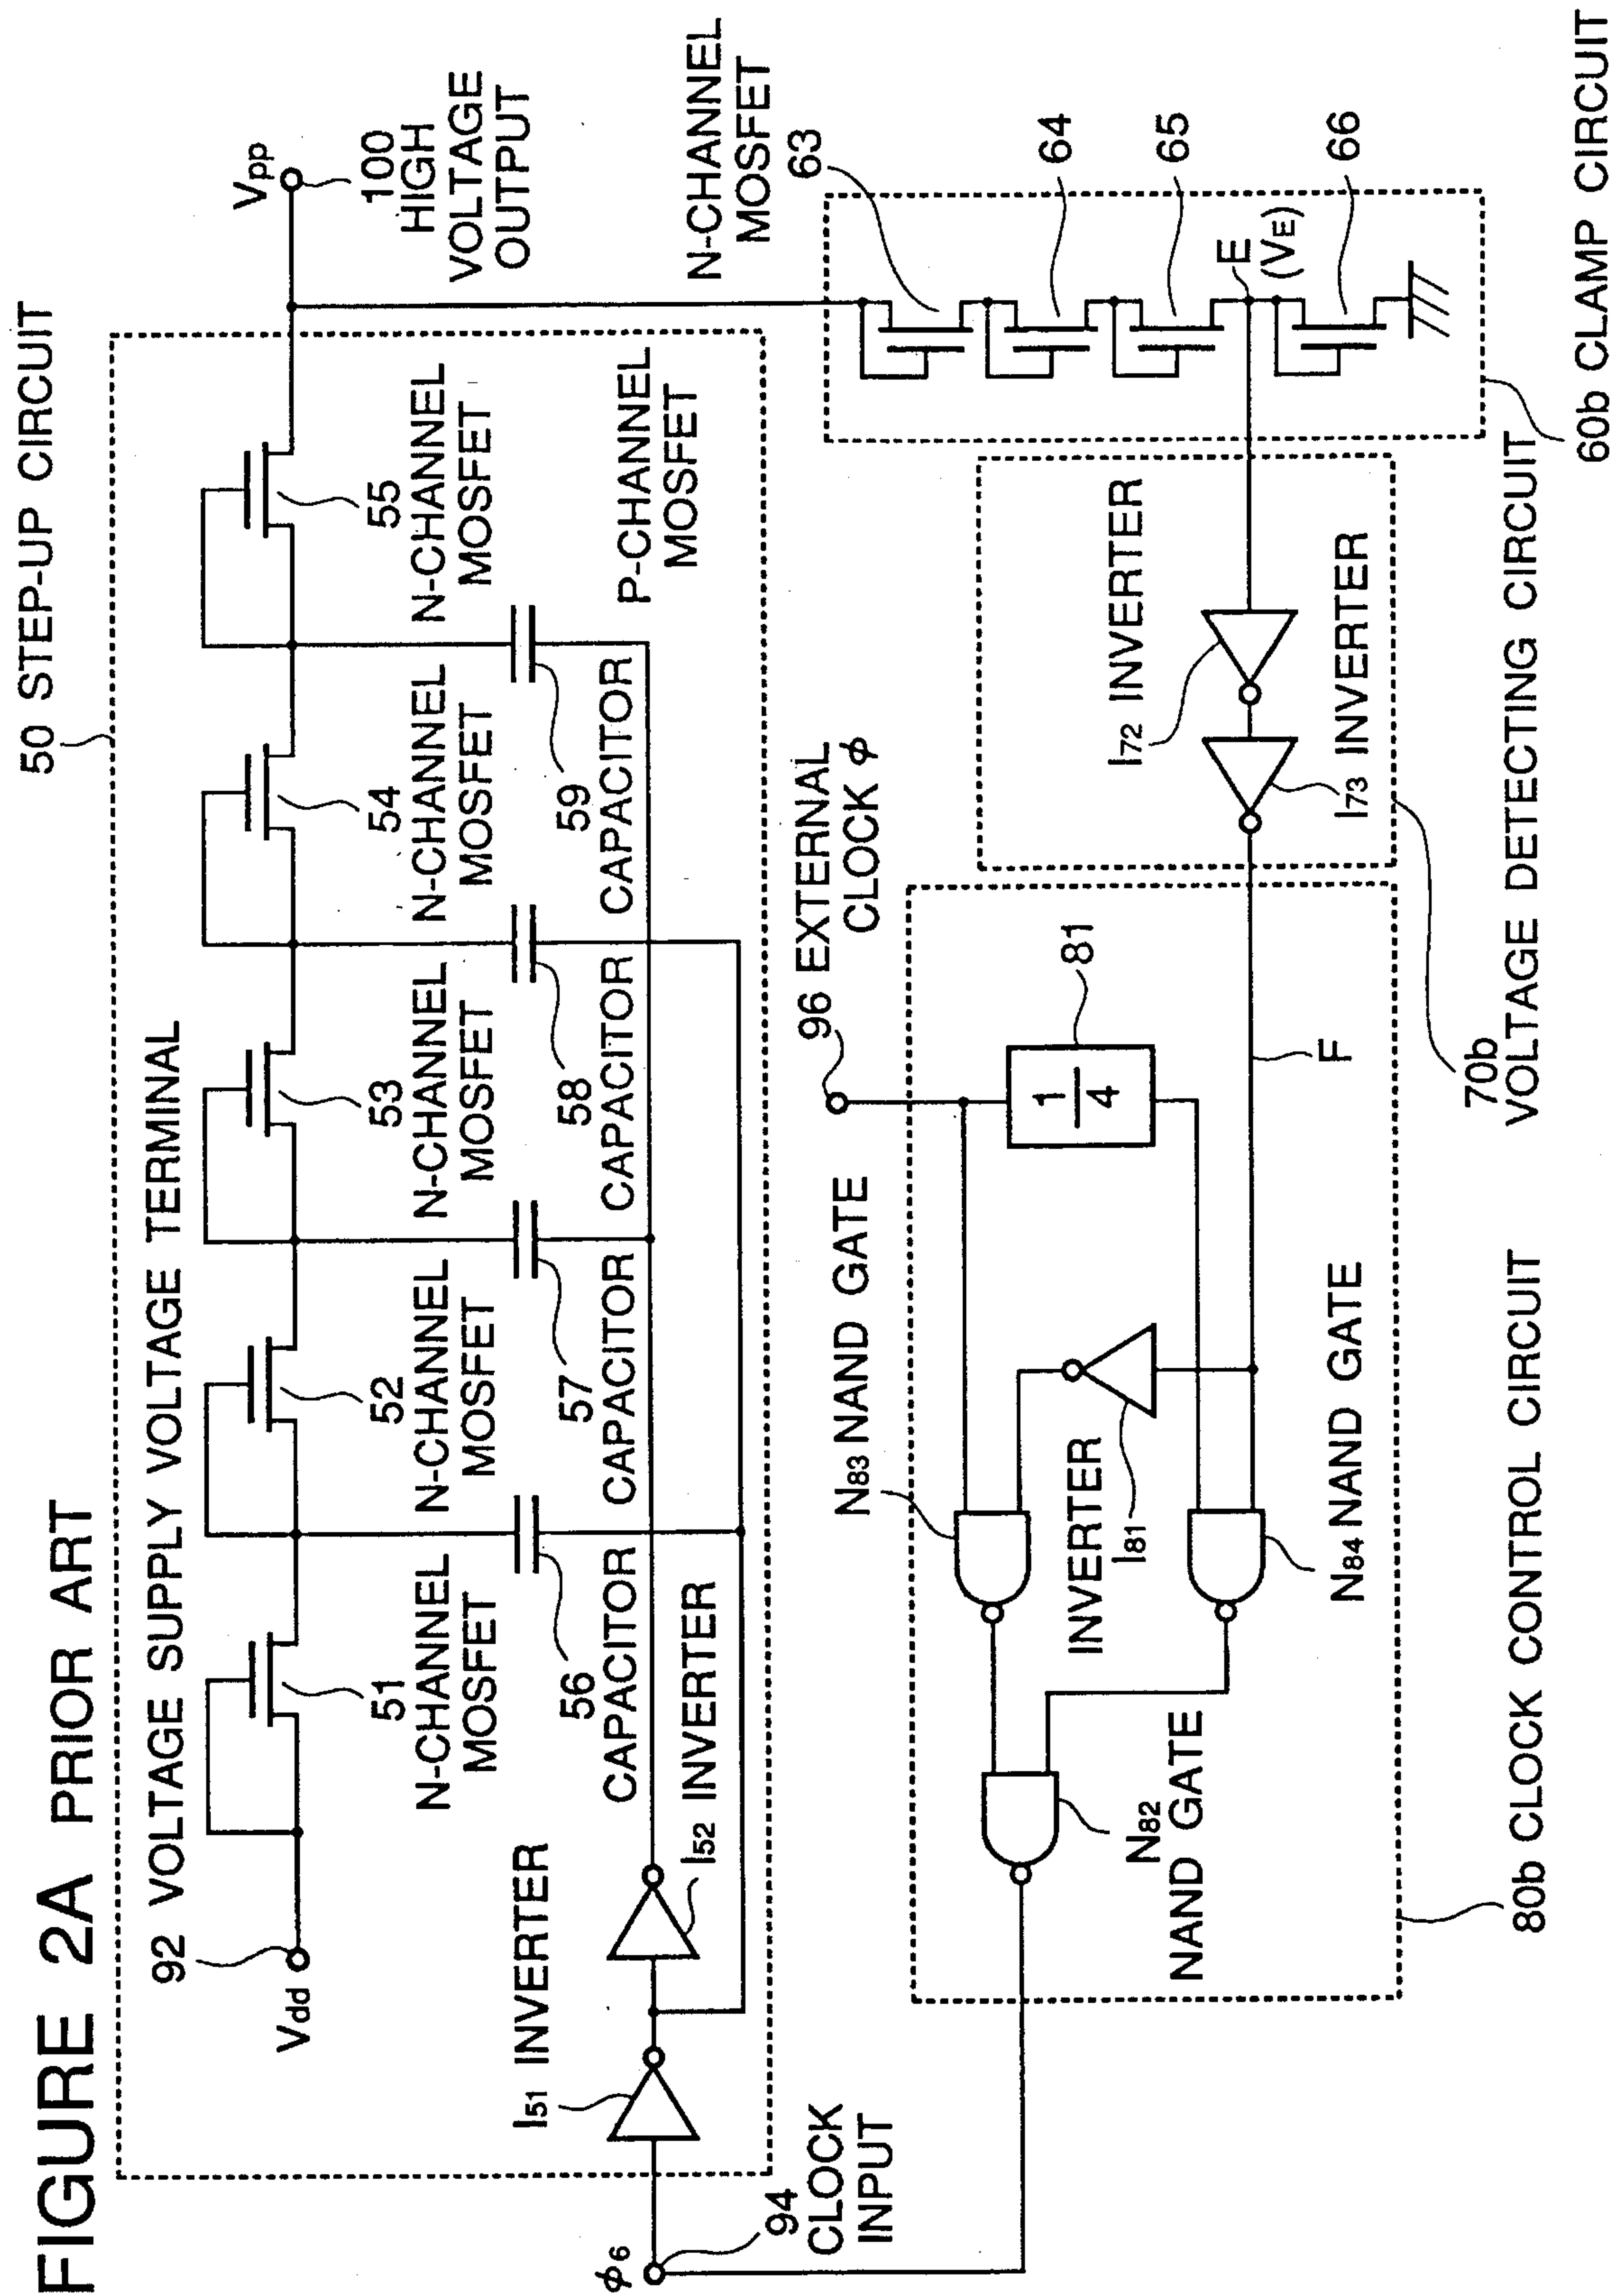 FIGURE 2A PRIOR ART
50 STEP-UP CIRCUIT
92 VOLTAGE SUPPLY VOLTAGE TERMINAL
Vdd
51
N-CHANNEL
MOSFET
52
N-CHANNEL
MOSFET
53
N-CHANNEL
MOSFET
54
N-CHANNEL
MOSFET
55
N-CHANNEL
MOSFET
Vpp
100
HIGH
VOLTAGE
OUTPUT
56
CAPACITOR
57
CAPACITOR
58
CAPACITOR
59
CAPACITOR
P-CHANNEL
MOSFET
I51 INVERTER
I52 INVERTER
ϕ6
94
CLOCK
INPUT
N-CHANNEL
MOSFET
63
64
65
E
(VE)
66
60b CLAMP CIRCUIT
96 EXTERNAL
CLOCK ϕ
I72 INVERTER
I73 INVERTER
70b
VOLTAGE DETECTING CIRCUIT
N83 NAND GATE
1
4
81
F
INVERTER
I81
N84 NAND GATE
N82
NAND GATE
80b CLOCK CONTROL CIRCUIT